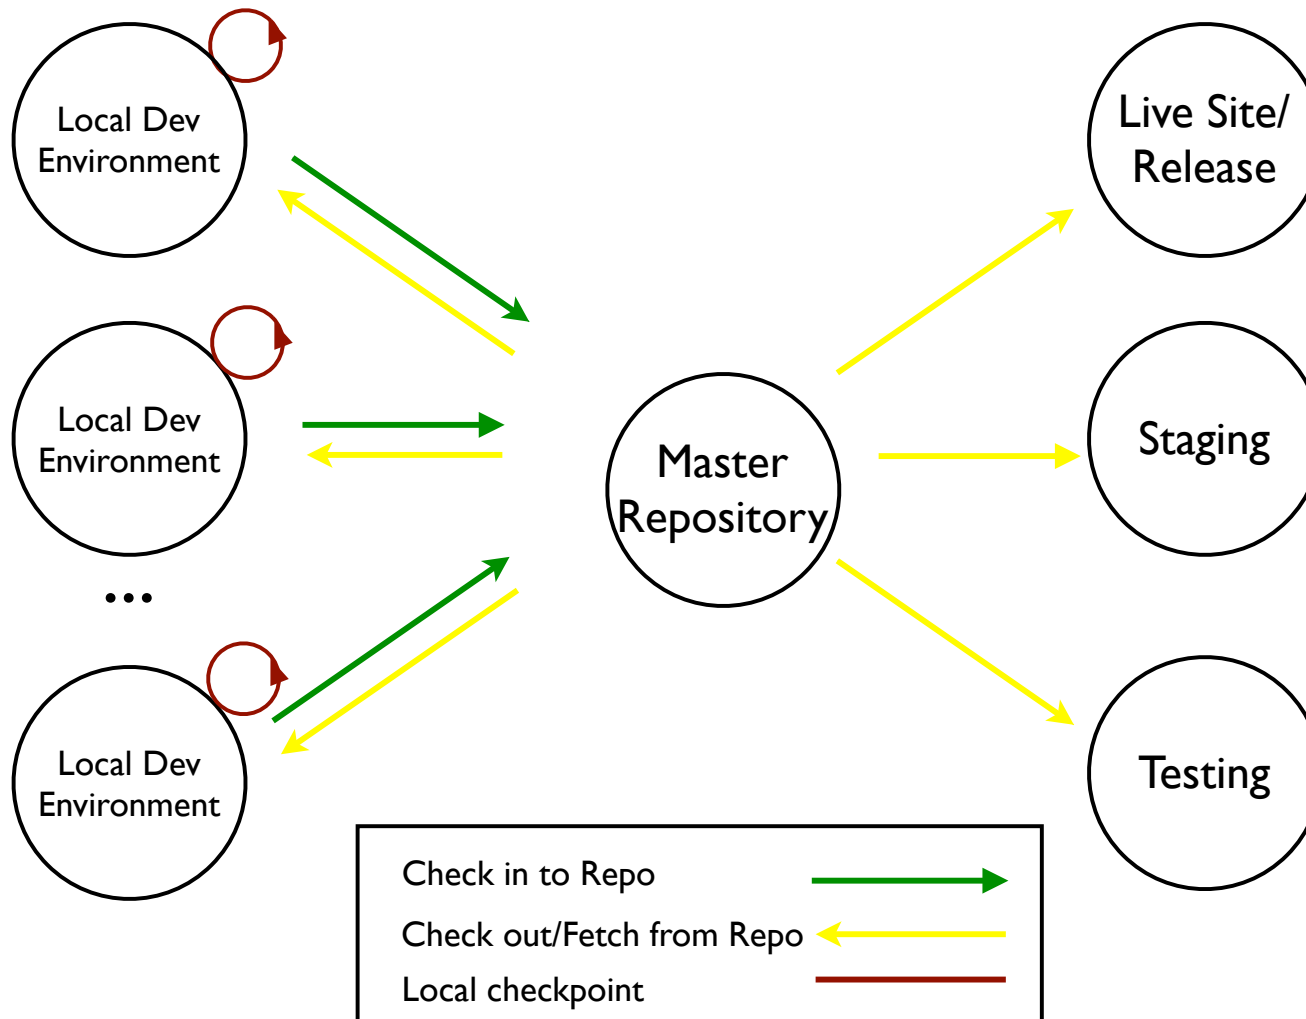 Local Dev
Environment
Live Site/
Release
Local Dev
Environment
Master
Repository
Staging
...
Local Dev
Environment
Testing
Check in to Repo
Check out/Fetch from Repo
Local checkpoint